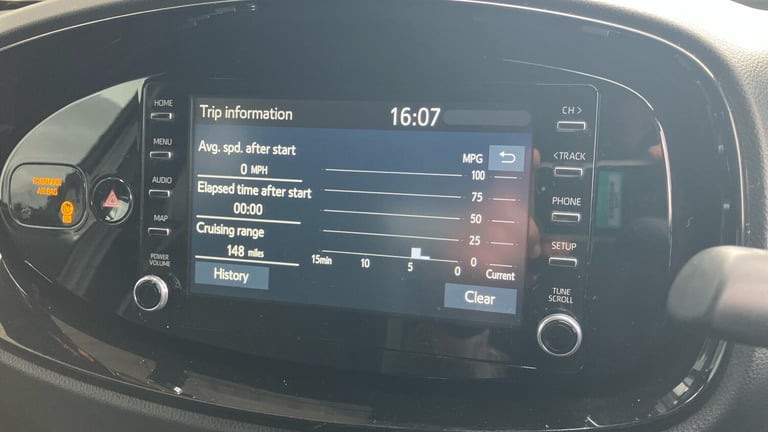 HOME
MENU
AUDIO
MAP
POWER
VOLUME
PASSENGER
AIRBAG
Trip information
16:07
Avg. spd. after start
0 MPH
Elapsed time after start
00:00
Cruising range
148 miles
History
MPG
100
75
50
25
0
15min 10 5 0 Current
Clear
CH >
< TRACK
PHONE
SETUP
TUNE
SCROLL